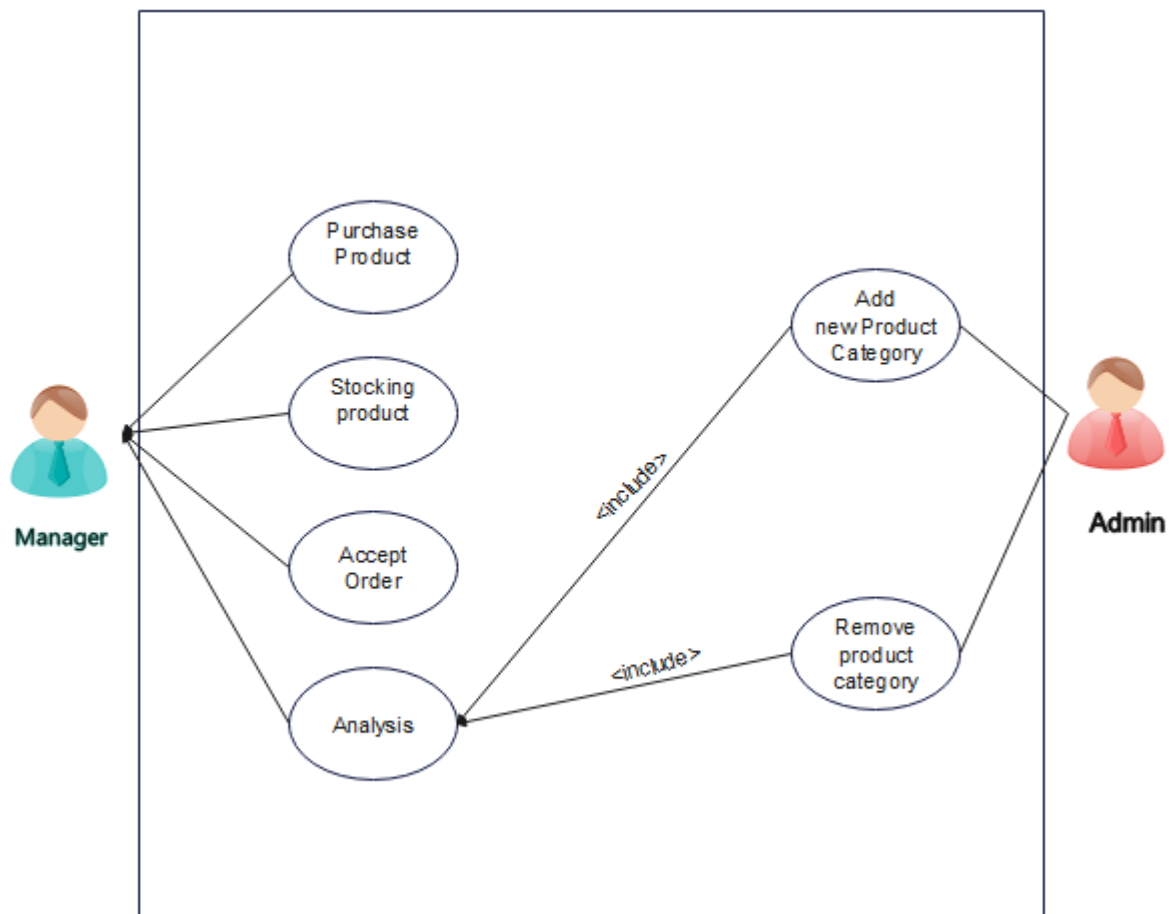 Purchase
Product
Stocking
product
Accept
Order
Analysis
Manager
<include>
<include>
Add
new Product
Category
Remove
product
category
Admin